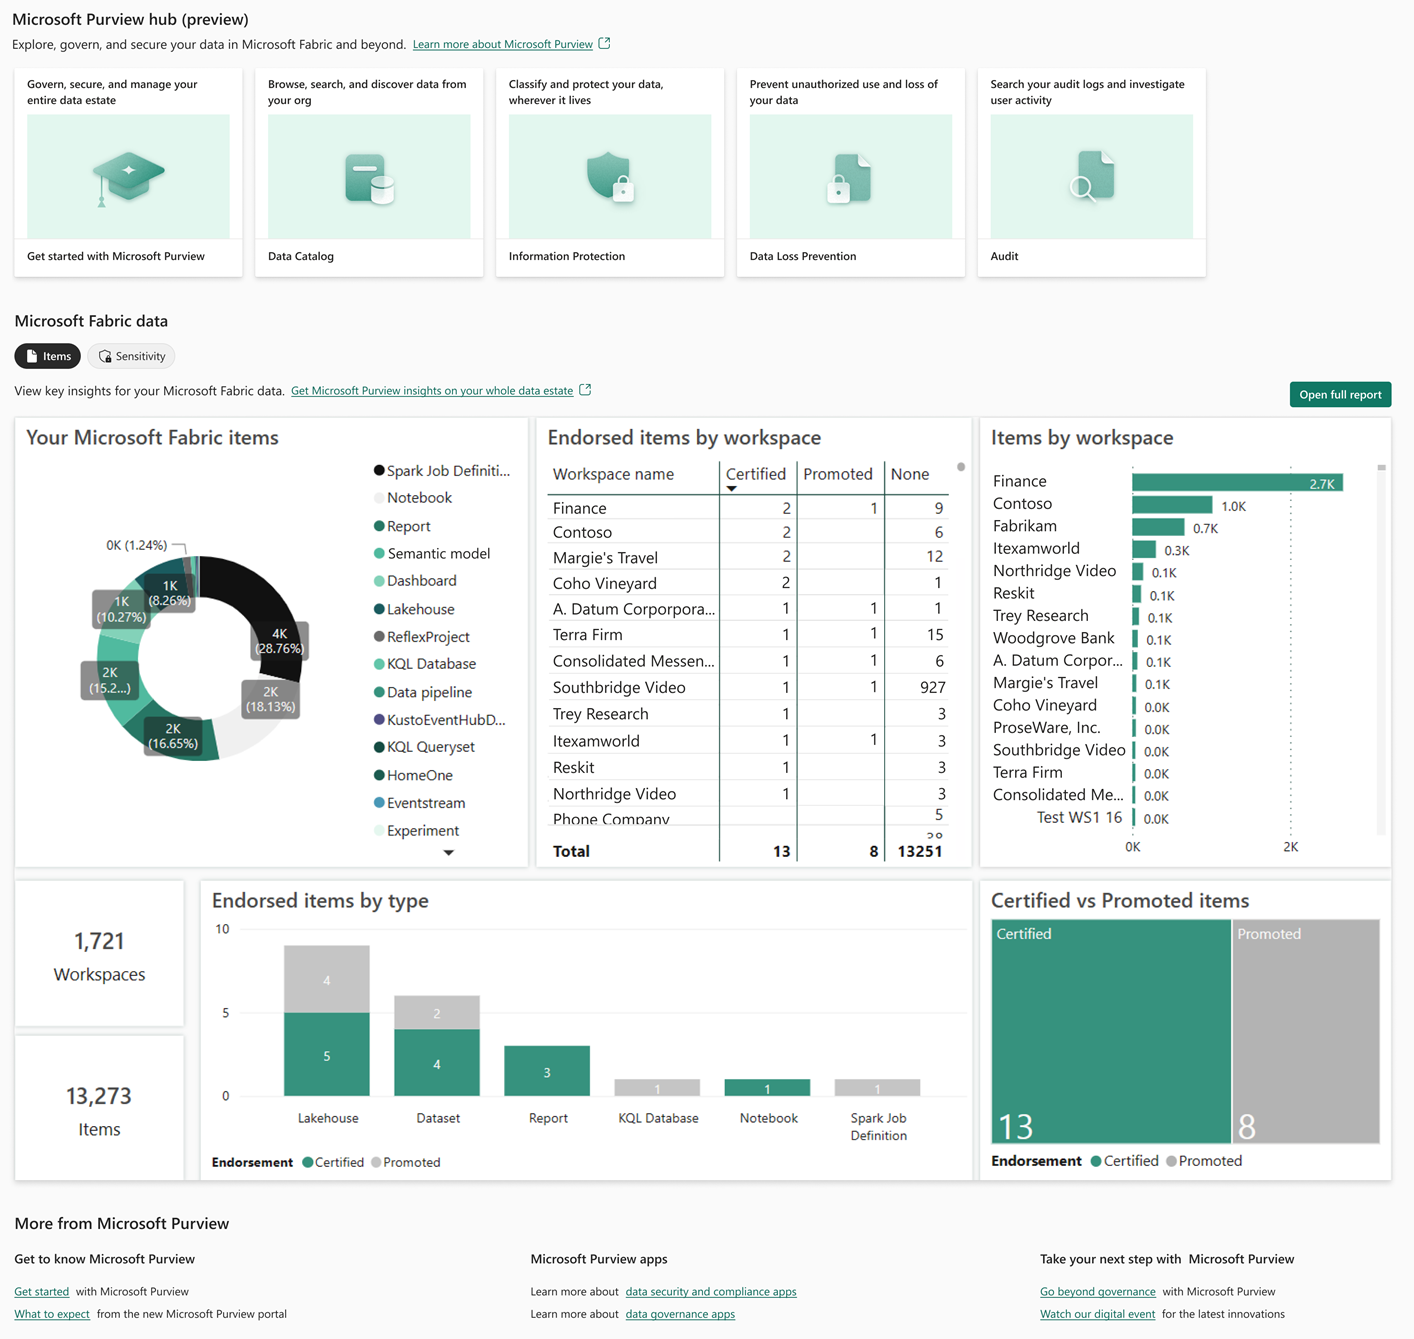 Microsoft Purview hub (preview)
Explore, govern, and secure your data in Microsoft Fabric and beyond. Learn more about Microsoft Purview
Govern, secure, and manage your
entire data estate
Get started with Microsoft Purview
Browse, search, and discover data from
your org
Data Catalog
Classify and protect your data,
wherever it lives
Information Protection
Prevent unauthorized use and loss of
your data
Data Loss Prevention
Search your audit logs and investigate
user activity
Audit
Microsoft Fabric data
Items
Sensitivity
View key insights for your Microsoft Fabric data. Get Microsoft Purview insights on your whole data estate
Open full report
Your Microsoft Fabric items
0K (1.24%)
1K
(8.26%)
1K
(10.27%)
2K
(15.2...)
2K
(16.65%)
2K
(18.13%)
4K
(28.76%)
Spark Job Definiti...
Notebook
Report
Semantic model
Dashboard
Lakehouse
ReflexProject
KQL Database
Data pipeline
KustoEventHubD...
KQL Queryset
HomeOne
Eventstream
Experiment
Endorsed items by workspace
Workspace name Certified Promoted None
Finance 2 1 9
Contoso 2 6
Margie's Travel 2 12
Coho Vineyard 2 1
A. Datum Corporpora... 1 1 1
Terra Firm 1 1 15
Consolidated Messen... 1 1 6
Southbridge Video 1 1 927
Trey Research 1 3
Itexamworld 1 1 3
Reskit 1 3
Northridge Video 1 3
Phone Company 5
Total 13 8 13251
Items by workspace
Finance 2.7K
Contoso 1.0K
Fabrikam 0.7K
Itexamworld 0.3K
Northridge Video 0.1K
Reskit 0.1K
Trey Research 0.1K
Woodgrove Bank 0.1K
A. Datum Corpor... 0.1K
Margie's Travel 0.1K
Coho Vineyard 0.0K
ProseWare, Inc. 0.0K
Southbridge Video 0.0K
Terra Firm 0.0K
Consolidated Me... 0.0K
Test WS1 16 0.0K
0K 2K
1,721
Workspaces
13,273
Items
Endorsed items by type
10
5
0
4
5
2
4
3
1
1
1
Lakehouse
Dataset
Report
KQL Database
Notebook
Spark Job
Definition
Endorsement Certified Promoted
Certified vs Promoted items
Certified
13
Promoted
8
Endorsement Certified Promoted
More from Microsoft Purview
Get to know Microsoft Purview
Get started with Microsoft Purview
What to expect from the new Microsoft Purview portal
Microsoft Purview apps
Learn more about data security and compliance apps
Learn more about data governance apps
Take your next step with Microsoft Purview
Go beyond governance with Microsoft Purview
Watch our digital event for the latest innovations